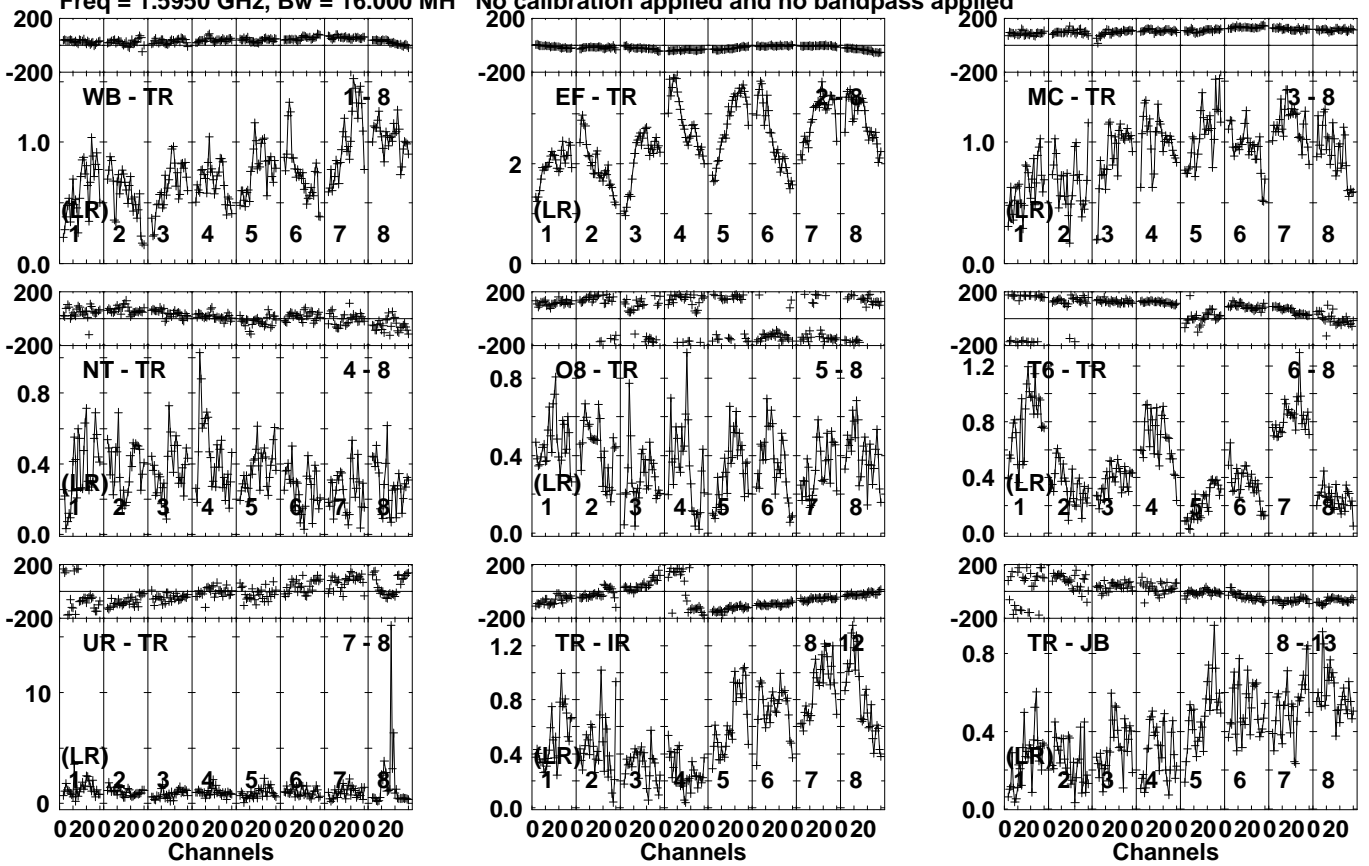 Freq = 1.5950 GHz, Bw = 16.000 MH No calibration applied and no bandpass applied
200
-200
WB - TR 1 - 8
1.0
(LR)
1 2 3 4 5 6 7 8
0.0
200
-200
EF - TR 2 - 8
2
(LR)
1 2 3 4 5 6 7 8
0
200
-200
MC - TR 3 - 8
1.0
(LR)
1 2 3 4 5 6 7 8
0.0
200
-200
NT - TR 4 - 8
0.8
0.4
(LR)
1 2 3 4 5 6 7 8
0.0
200
-200
O8 - TR 5 - 8
0.4
(LR)
1 2 3 4 5 6 7 8
0.0
200
-200
T6 - TR 6 - 8
1.2
0.8
0.4
(LR)
1 2 3 4 5 6 7 8
0.0
200
-200
UR - TR 7 - 8
10
(LR)
1 2 3 4 5 6 7 8
0
200
-200
TR - IR 8 - 12
1.2
0.8
0.4
(LR)
1 2 3 4 5 6 7 8
0.0
200
-200
TR - JB 8 - 13
0.8
0.4
(LR)
1 2 3 4 5 6 7 8
0.0
0 20 0 20 0 20 0 20 0 20 0 20 0 20 0 20
Channels
0 20 0 20 0 20 0 20 0 20 0 20 0 20 0 20
Channels
0 20 0 20 0 20 0 20 0 20 0 20 0 20 0 20
Channels